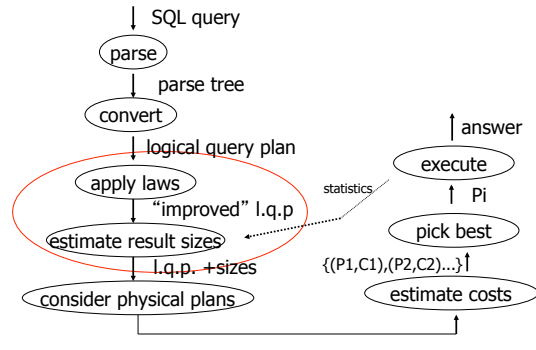 SQL query
parse
parse tree
convert
logical query plan
apply laws
“improved” l.q.p
estimate result sizes
l.q.p. +sizes
consider physical plans
estimate costs
{(P1,C1),(P2,C2)...}
pick best
Pi
execute
answer
statistics